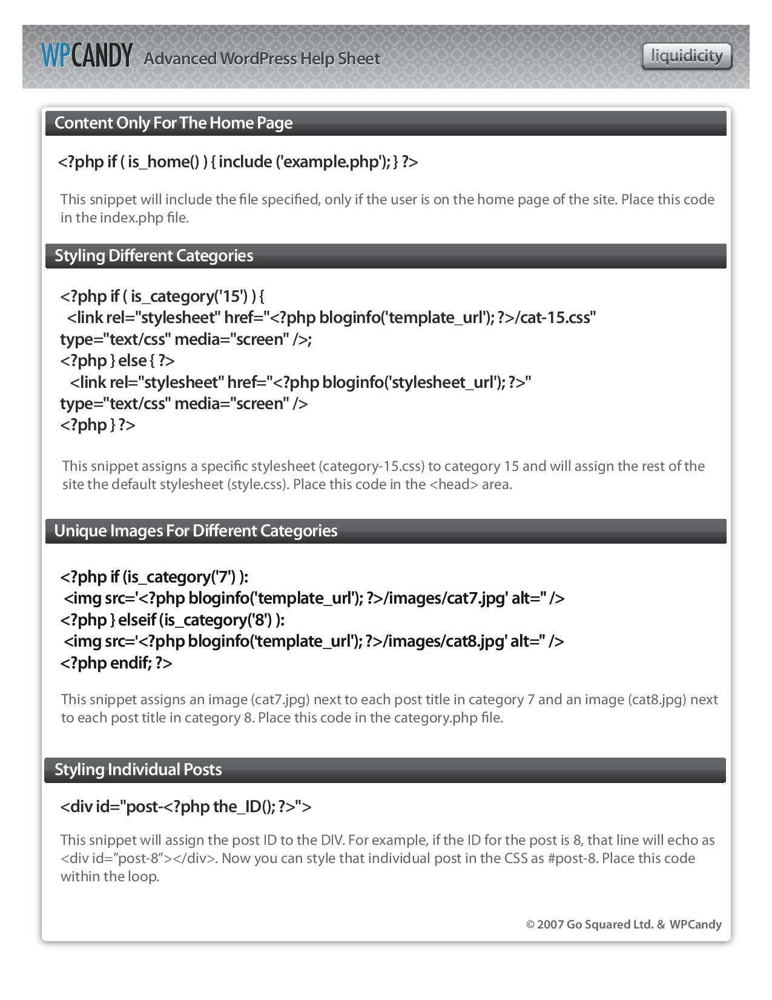 WPCANDY Advanced WordPress Help Sheet
liquidicity
Content Only For The Home Page
<?php if ( is_home() ) { include ('example.php'); } ?>
This snippet will include the file specified, only if the user is on the home page of the site. Place this code
in the index.php file.
Styling Different Categories
<?php if ( is_category('15') ) {
<link rel="stylesheet" href="<?php bloginfo('template_url'); ?>/cat-15.css"
type="text/css" media="screen" />;
<?php } else { ?>
<link rel="stylesheet" href="<?php bloginfo('stylesheet_url'); ?>"
type="text/css" media="screen" />
<?php } ?>
This snippet assigns a specific stylesheet (category-15.css) to category 15 and will assign the rest of the
site the default stylesheet (style.css). Place this code in the <head> area.
Unique Images For Different Categories
<?php if (is_category('7') ):
<img src='<?php bloginfo('template_url'); ?>/images/cat7.jpg' alt='' />
<?php } elseif (is_category('8') ):
<img src='<?php bloginfo('template_url'); ?>/images/cat8.jpg' alt='' />
<?php endif; ?>
This snippet assigns an image (cat7.jpg) next to each post title in category 7 and an image (cat8.jpg) next
to each post title in category 8. Place this code in the category.php file.
Styling Individual Posts
<div id="post-<?php the_ID(); ?>">
This snippet will assign the post ID to the DIV. For example, if the ID for the post is 8, that line will echo as
<div id=”post-8”></div>. Now you can style that individual post in the CSS as #post-8. Place this code
within the loop.
© 2007 Go Squared Ltd. & WPCandy